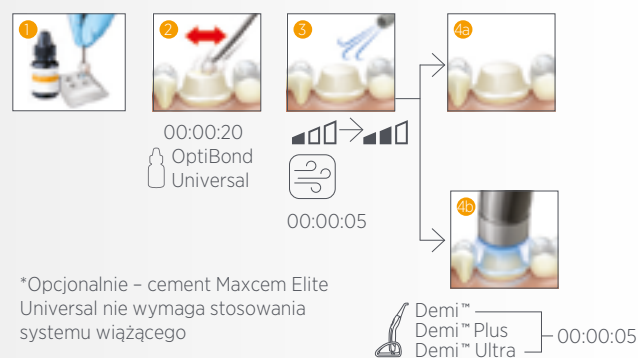 1
2
3
4a
00:00:20
OptiBond
Universal
00:00:05
4b
*Opcjonalnie – cement Maxcem Elite
Universal nie wymaga stosowania
systemu wiążącego
Demi™
Demi™ Plus
Demi™ Ultra
00:00:05